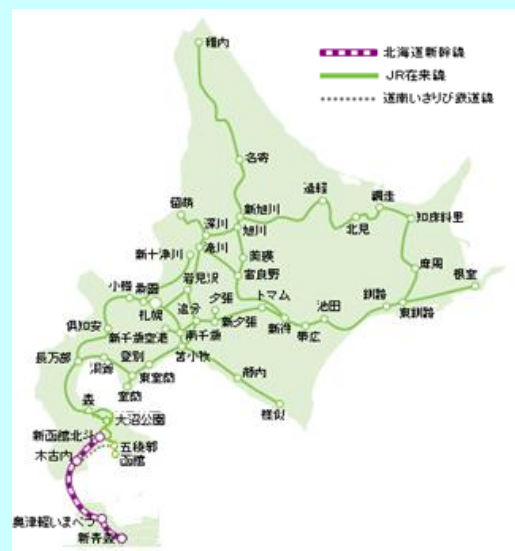 稚内
北海道新幹線
JR在来線
道南いさりび鉄道線
名寄
遠軽
網走
留萌
新旭川
北見
知床斜里
深川
旭川
滝川
新十津川
美瑛
摩周
富良野
岩見沢
根室
小樽
桑園
夕張
トマム
池田
釧路
追分
札幌
東釧路
倶知安
新千歳空港
南千歳
新夕張
新得
帯広
長万部
苫小牧
洞爺
登別
東室蘭
鵡内
室蘭
様似
森
大沼公園
新函館北斗
五稜郭
木古内
函館
奥津軽いまべつ
新青森